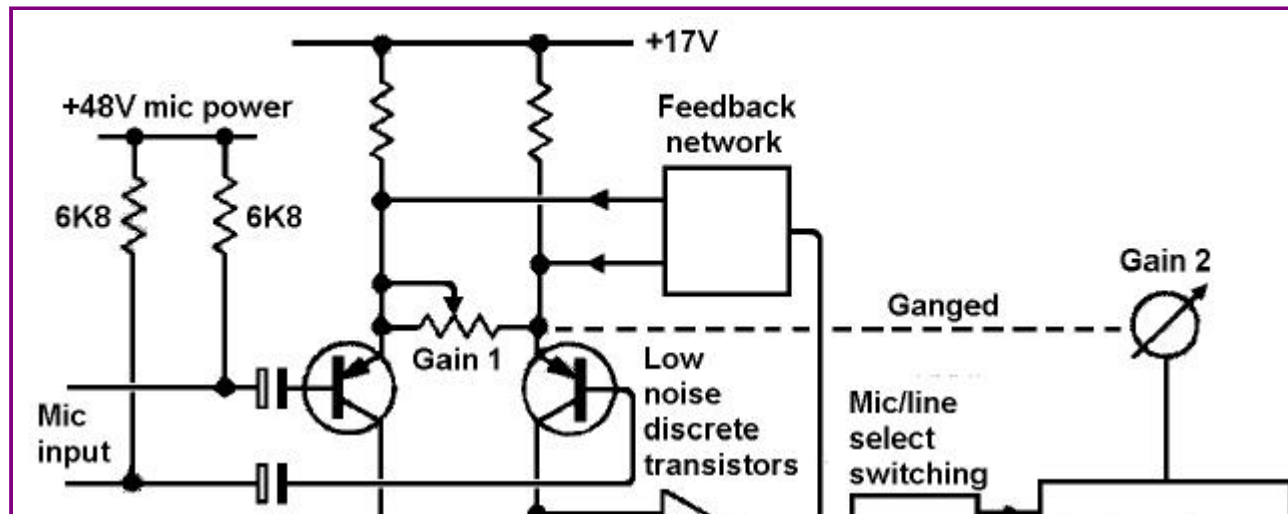 +17V
+48V mic power
Feedback
network
6K8
6K8
Gain 2
Ganged
Gain 1
Low
noise
discrete
transistors
Mic
input
Mic/line
select
switching